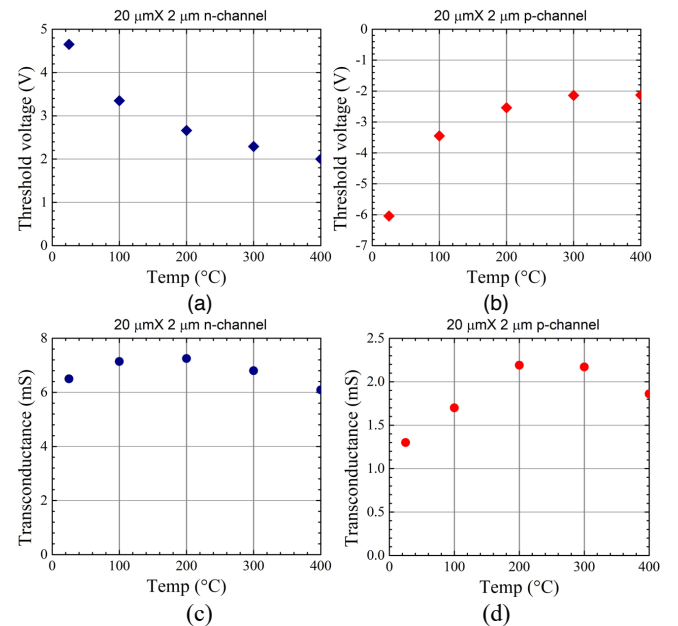 20 μmX 2 μm n-channel
Threshold voltage (V)
5
4
3
2
1
0
0 100 200 300 400
Temp (°C)
(a)
20 μmX 2 μm p-channel
Threshold voltage (V)
0
-1
-2
-3
-4
-5
-6
-7
0 100 200 300 400
Temp (°C)
(b)
20 μmX 2 μm n-channel
Transconductance (mS)
8
6
4
2
0
0 100 200 300 400
Temp (°C)
(c)
20 μmX 2 μm p-channel
Transconductance (mS)
2.5
2.0
1.5
1.0
0.5
0.0
0 100 200 300 400
Temp (°C)
(d)